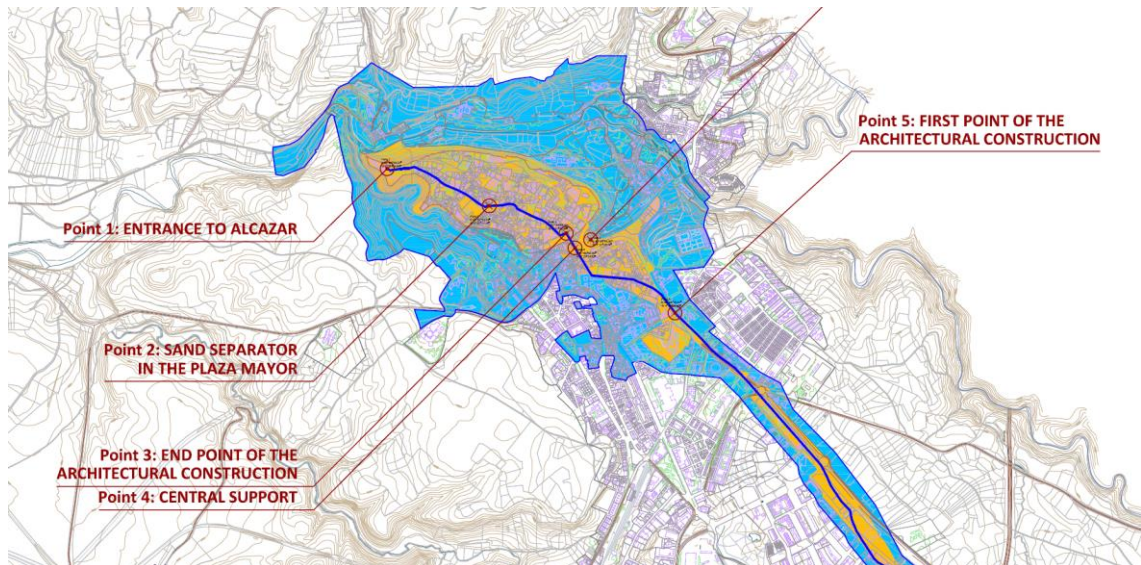 Point 5: FIRST POINT OF THE
ARCHITECTURAL CONSTRUCTION
Point 1: ENTRANCE TO ALCAZAR
Point 2: SAND SEPARATOR
IN THE PLAZA MAYOR
Point 3: END POINT OF THE
ARCHITECTURAL CONSTRUCTION
Point 4: CENTRAL SUPPORT